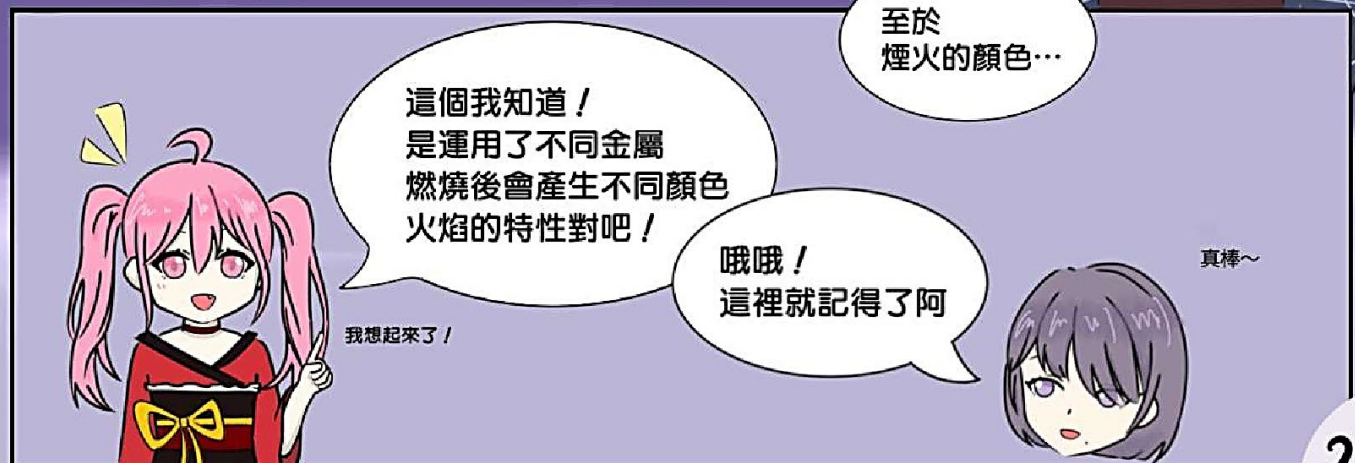 至於
煙火的顏色…
這個我知道！
是運用了不同金屬
燃燒後會產生不同顏色
火焰的特性對吧！
我想起來了！
哦哦！
這裡就記得了阿
真棒～
2